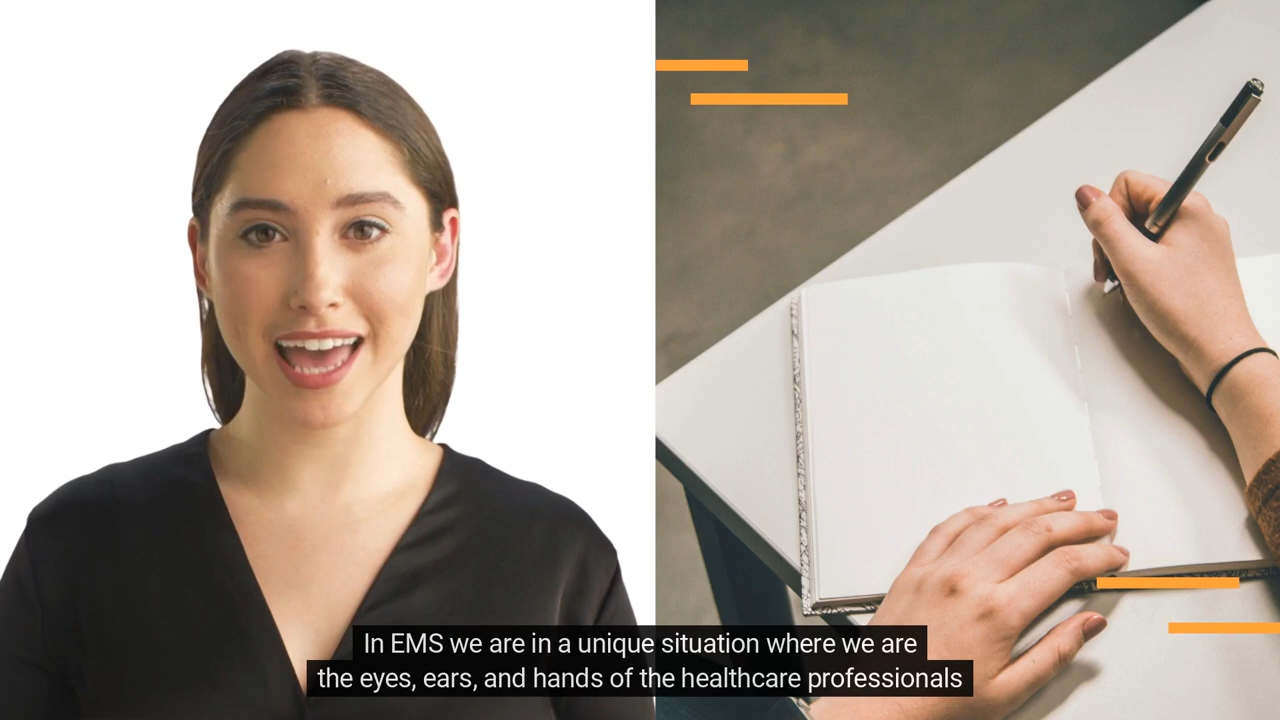 In EMS we are in a unique situation where we are
the eyes, ears, and hands of the healthcare professionals